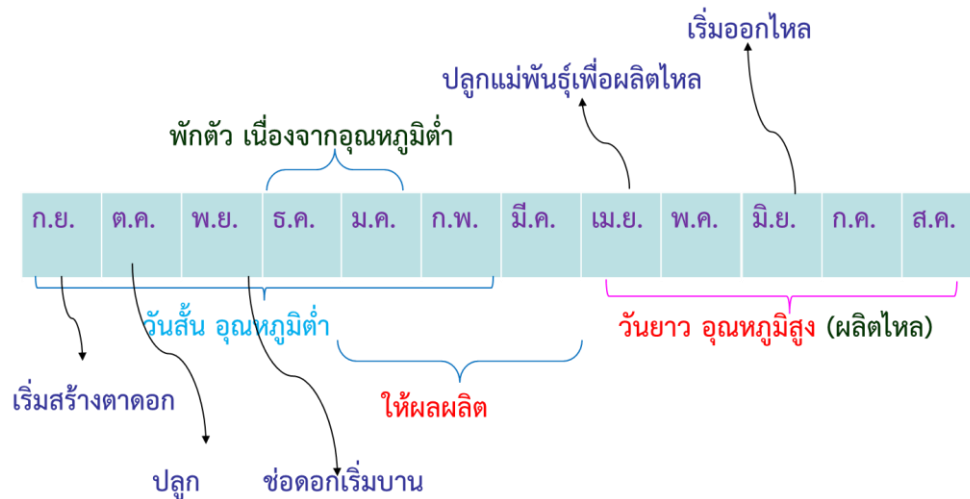 เริ่มออกไหล
ปลูกแม่พันธุ์เพื่อผลิตไหล
พักตัว เนื่องจากอุณหภูมิต่ำ
ก.ย. ต.ค. พ.ย. ธ.ค. ม.ค. ก.พ. มี.ค. เม.ย. พ.ค. มิ.ย. ก.ค. ส.ค.
วันสั้น อุณหภูมิต่ำ วันยาว อุณหภูมิสูง (ผลิตไหล)
เริ่มสร้างตาดอก ให้ผลผลิต
ปลูก ช่อดอกเริ่มบาน